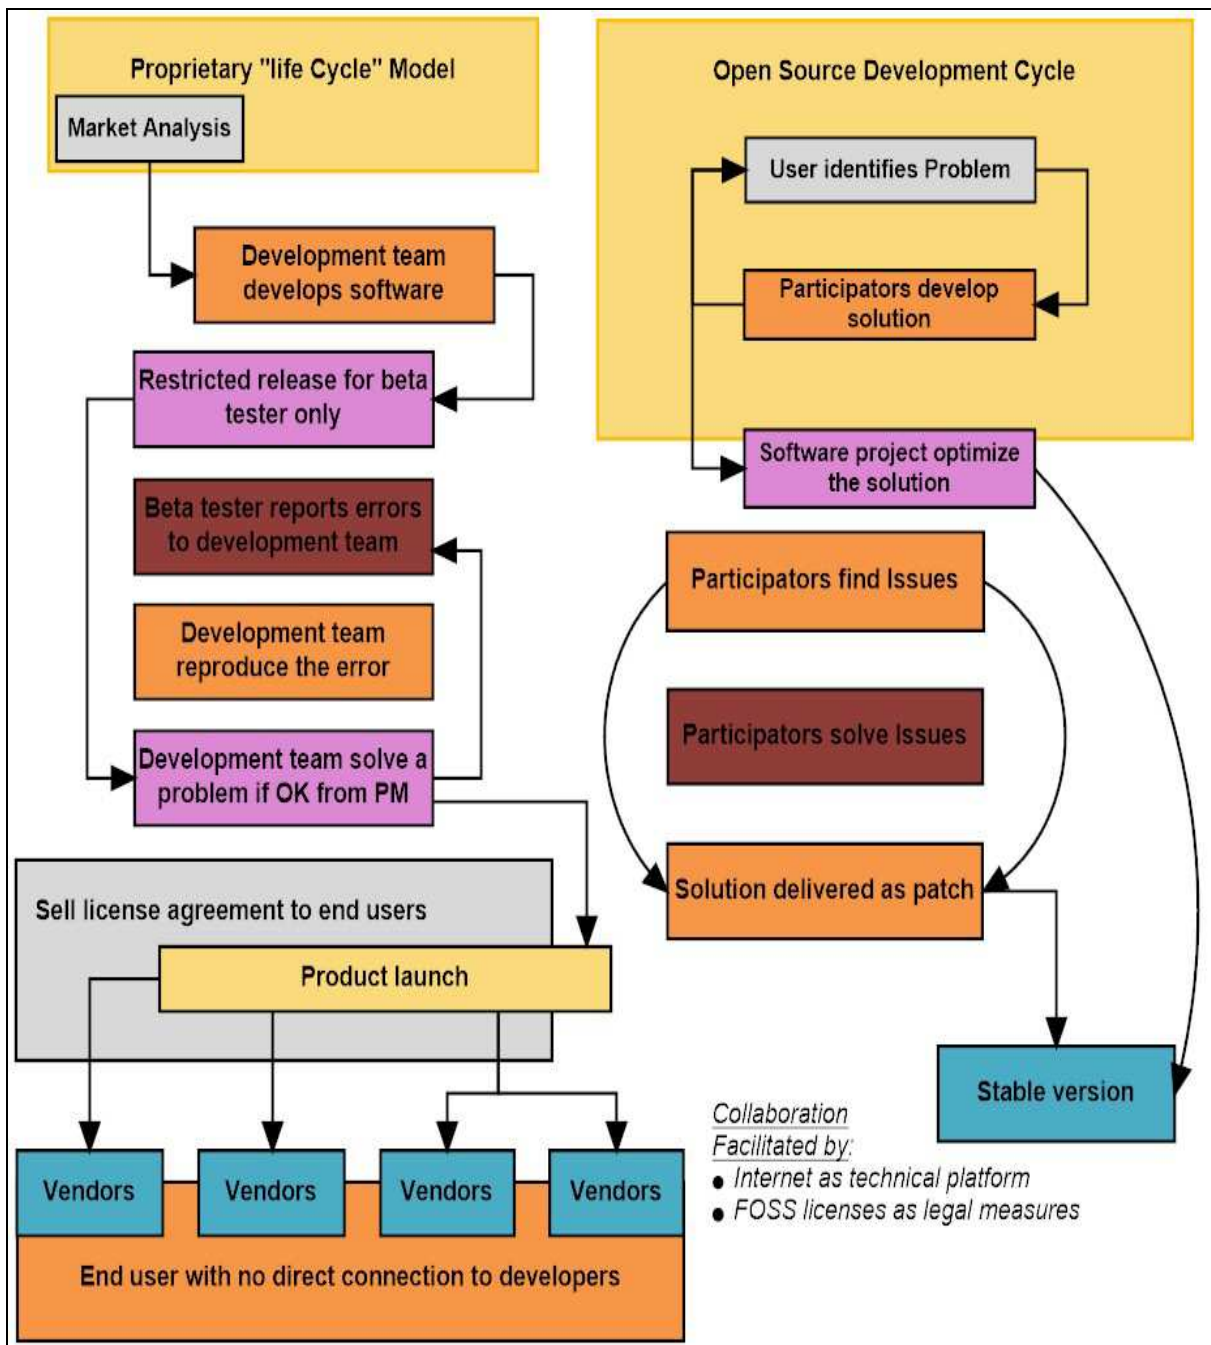 Proprietary "life Cycle" Model
Market Analysis
Development team
develops software
Restricted release for beta
tester only
Beta tester reports errors
to development team
Development team
reproduce the error
Development team solve a
problem if OK from PM
Sell license agreement to end users
Product launch
Vendors
Vendors
Vendors
Vendors
End user with no direct connection to developers
Open Source Development Cycle
User identifies Problem
Participators develop
solution
Software project optimize
the solution
Participators find Issues
Participators solve Issues
Solution delivered as patch
Stable version
Collaboration
Facilitated by:
● Internet as technical platform
● FOSS licenses as legal measures